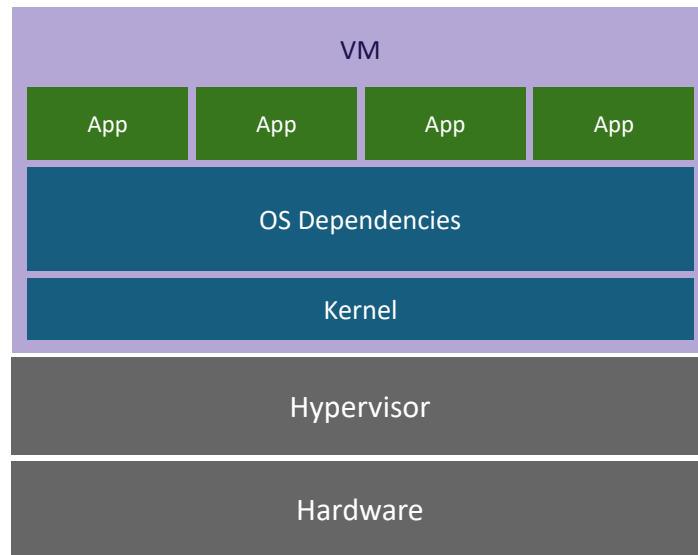 VM
App App App App
OS Dependencies
Kernel
Hypervisor
Hardware